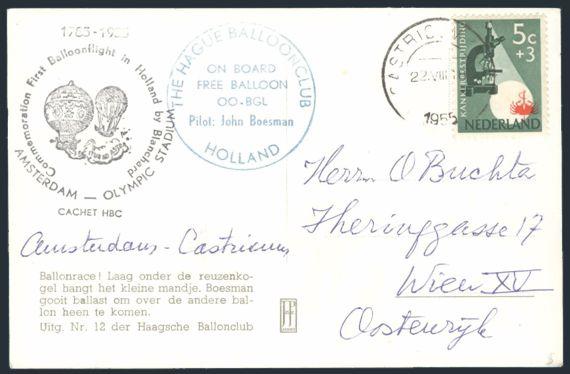 1785-1955
Commemoration First Balloonflight in Holland by Blanchard
AMSTERDAM — OLYMPIC STADIUM
CACHET HBC
THE HAGUE BALLOONCLUB
ON BOARD
FREE BALLOON
OO-BGL
Pilot: John Boesman
HOLLAND
CASTRIC
1955
5c
+3
KANKERBESTRIJDING
NEDERLAND
Herrn O Buchta
Theringgasse 17
Wien XV
Oostenrijk
Amsterdam - Castricum
Ballonrace! Laag onder de reuzenko-
gel hangt het kleine mandje. Boesman
gooit ballast om over de andere bal-
lon heen te komen.
Uitg. Nr. 12 der Haagsche Ballonclub